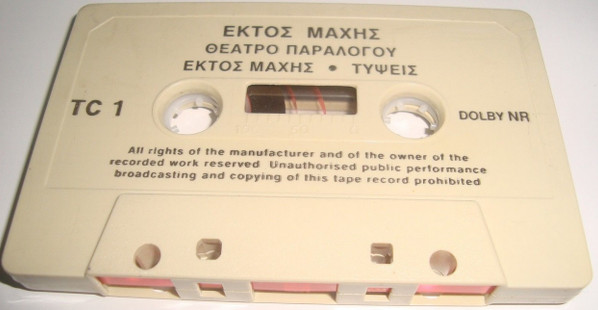 ΕΚΤΟΣ ΜΑΧΗΣ
ΘΕΑΤΡΟ ΠΑΡΑΛΟΓΟΥ
ΕΚΤΟΣ ΜΑΧΗΣ • ΤΥΨΕΙΣ
TC 1
DOLBY NR
All rights of the manufacturer and of the owner of the
recorded work reserved Unauthorised public performance
broadcasting and copying of this tape record prohibited